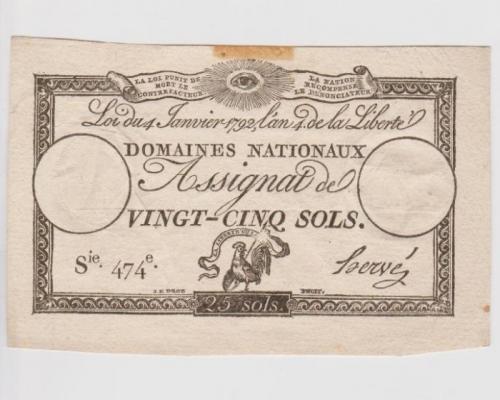 LA LOI PUNIT DE
MORT LE
CONTREFACTEUR.
LA NATION
RECOMPENSE
LE DENONCIATEUR
Loi du 4 Janvier 1792, l'an 4 de la Liberté
DOMAINES NATIONAUX
Assignat de
VINGT-CINQ SOLS.
Sie. 474e.
Hervé
25 sols.